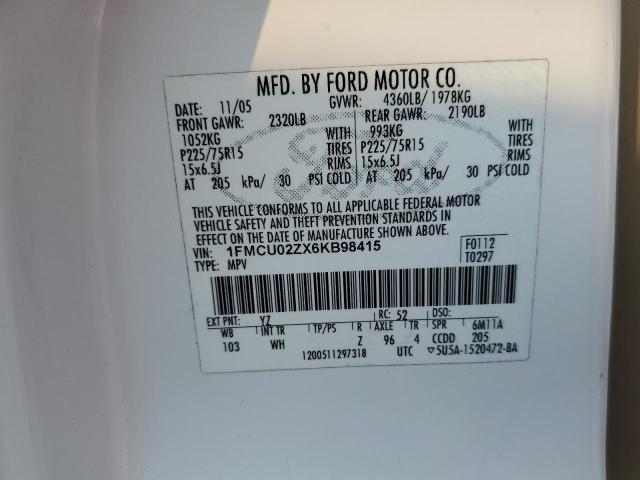 MFD. BY FORD MOTOR CO.
DATE: 11/05 GVWR: 4360LB/ 1978KG
FRONT GAWR: 2320LB REAR GAWR: 2190LB
1052KG WITH 993KG WITH
P225/75R15 TIRES P225/75R15 TIRES
15x6.5J RIMS 15x6.5J RIMS
AT 205 kPa/ 30 PSI COLD AT 205 kPa/ 30 PSI COLD
Ford
THIS VEHICLE CONFORMS TO ALL APPLICABLE FEDERAL MOTOR
VEHICLE SAFETY AND THEFT PREVENTION STANDARDS IN
EFFECT ON THE DATE OF MANUFACTURE SHOWN ABOVE.
VIN: 1FMCU02ZX6KB98415 F0112
TYPE: MPV T0297
EXT PNT: YZ RC: 52 DSO:
WB INT TR TP/PS R AXLE TR SPR 6M11A
103 WH Z 96 4 CCDD 205
1200511297318 UTC ▽5U5A-1520472-BA